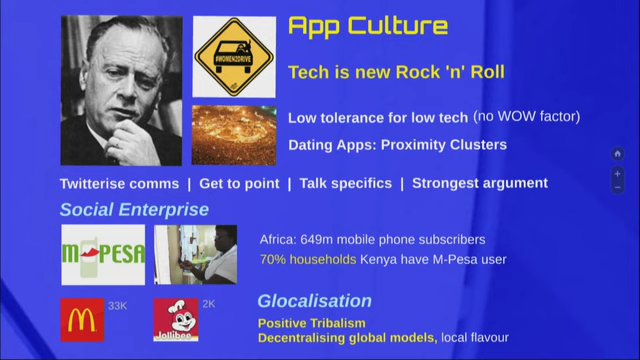 App Culture
#WOMEN2DRIVE
Tech is new Rock 'n' Roll
Low tolerance for low tech (no WOW factor)
Dating Apps: Proximity Clusters
Twitterise comms | Get to point | Talk specifics | Strongest argument
Social Enterprise
M PESA
Africa: 649m mobile phone subscribers
70% households Kenya have M-Pesa user
33K
2K
Jollibee
Glocalisation
Positive Tribalism
Decentralising global models, local flavour